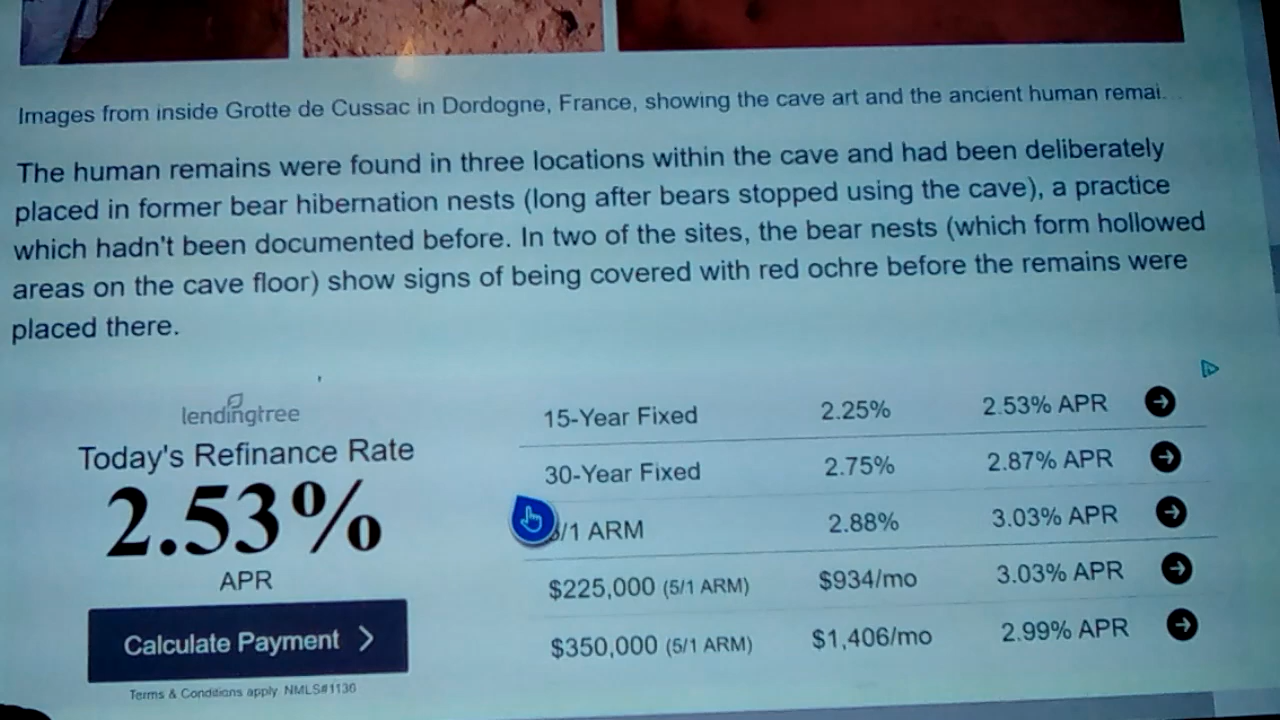 Images from inside Grotte de Cussac in Dordogne, France, showing the cave art and the ancient human remai...
The human remains were found in three locations within the cave and had been deliberately
placed in former bear hibernation nests (long after bears stopped using the cave), a practice
which hadn't been documented before. In two of the sites, the bear nests (which form hollowed
areas on the cave floor) show signs of being covered with red ochre before the remains were
placed there.
lendingtree
Today's Refinance Rate
2.53%
APR
Calculate Payment
Terms & Conditions apply. NMLS#1136
15-Year Fixed 2.25% 2.53% APR
30-Year Fixed 2.75% 2.87% APR
/1 ARM 2.88% 3.03% APR
$225,000 (5/1 ARM) $934/mo 3.03% APR
$350,000 (5/1 ARM) $1,406/mo 2.99% APR